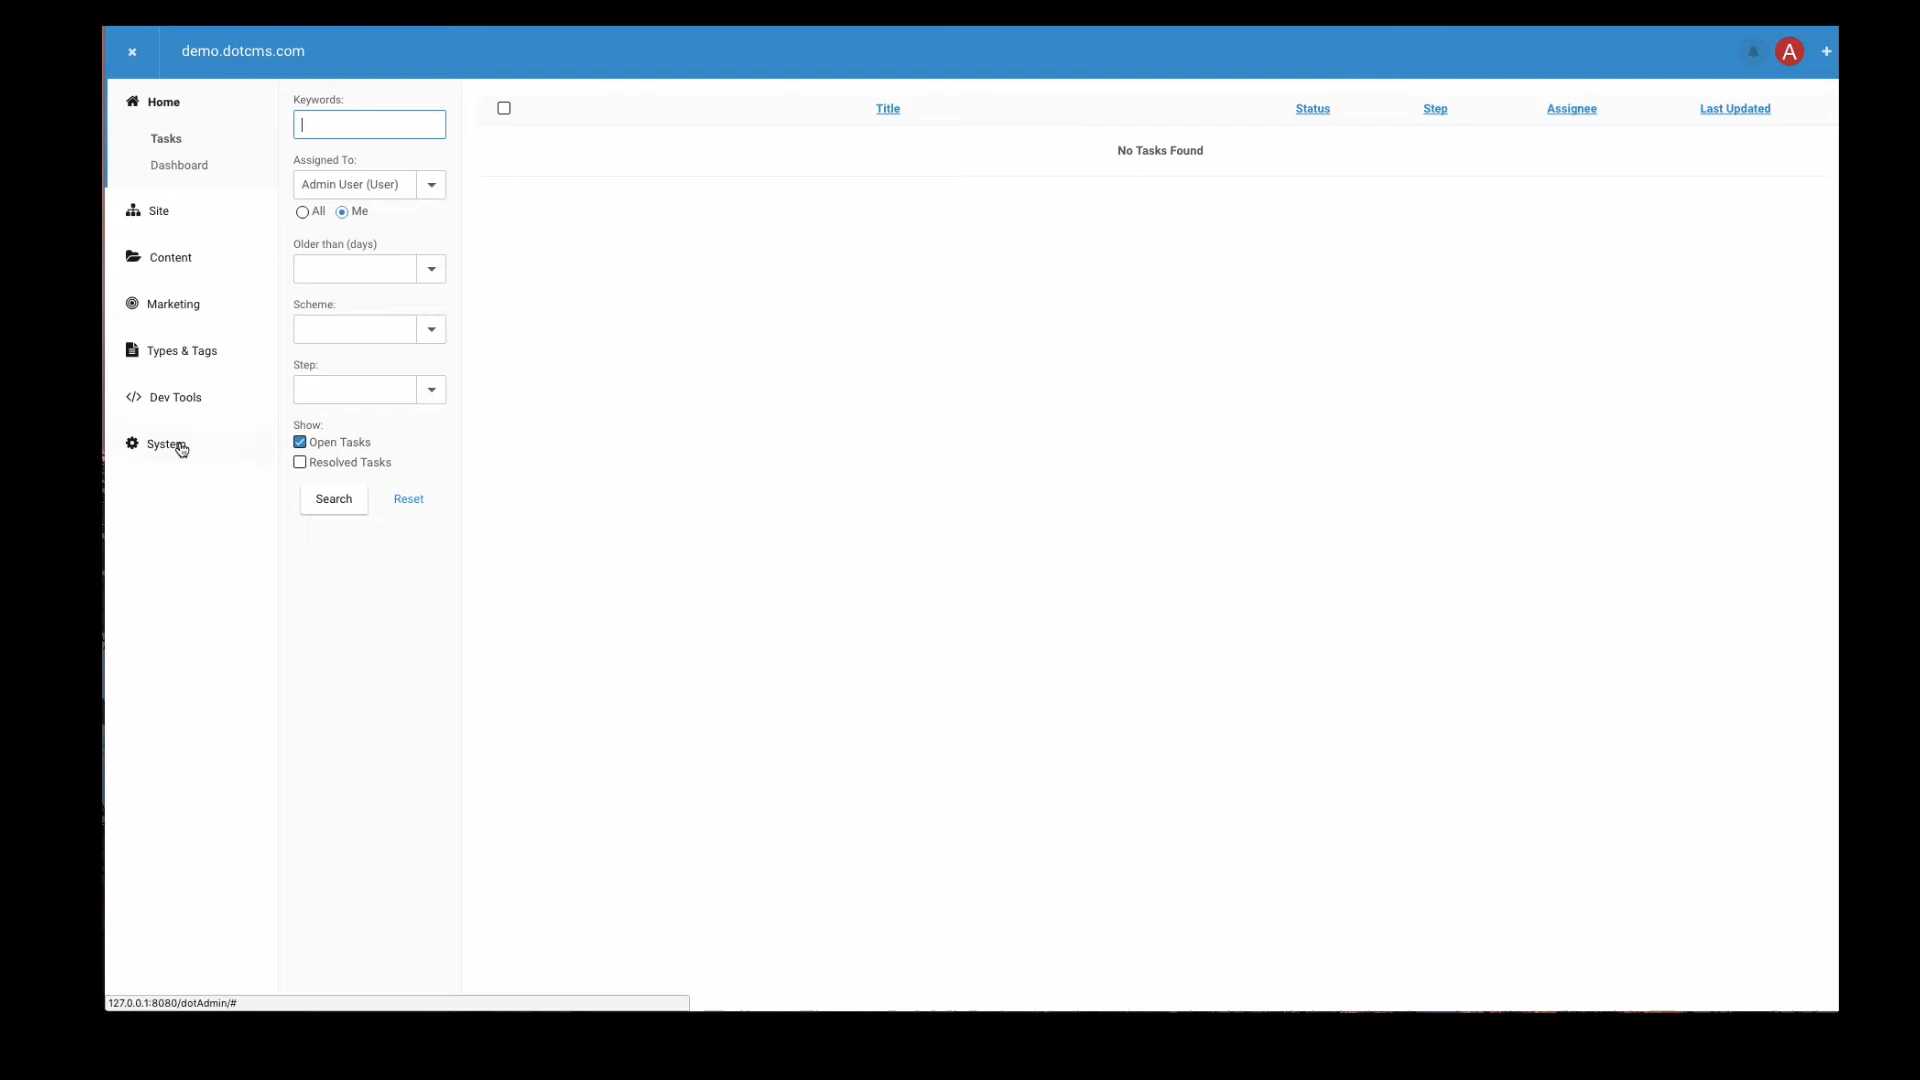 demo.dotcms.com
A
Home
Tasks
Dashboard
Site
Content
Marketing
Types & Tags
Dev Tools
System
Keywords:
Assigned To:
Admin User (User)
All
Me
Older than (days)
Scheme:
Step:
Show:
Open Tasks
Resolved Tasks
Search Reset
Title Status Step Assignee Last Updated
No Tasks Found
127.0.0.1:8080/dotAdmin/#